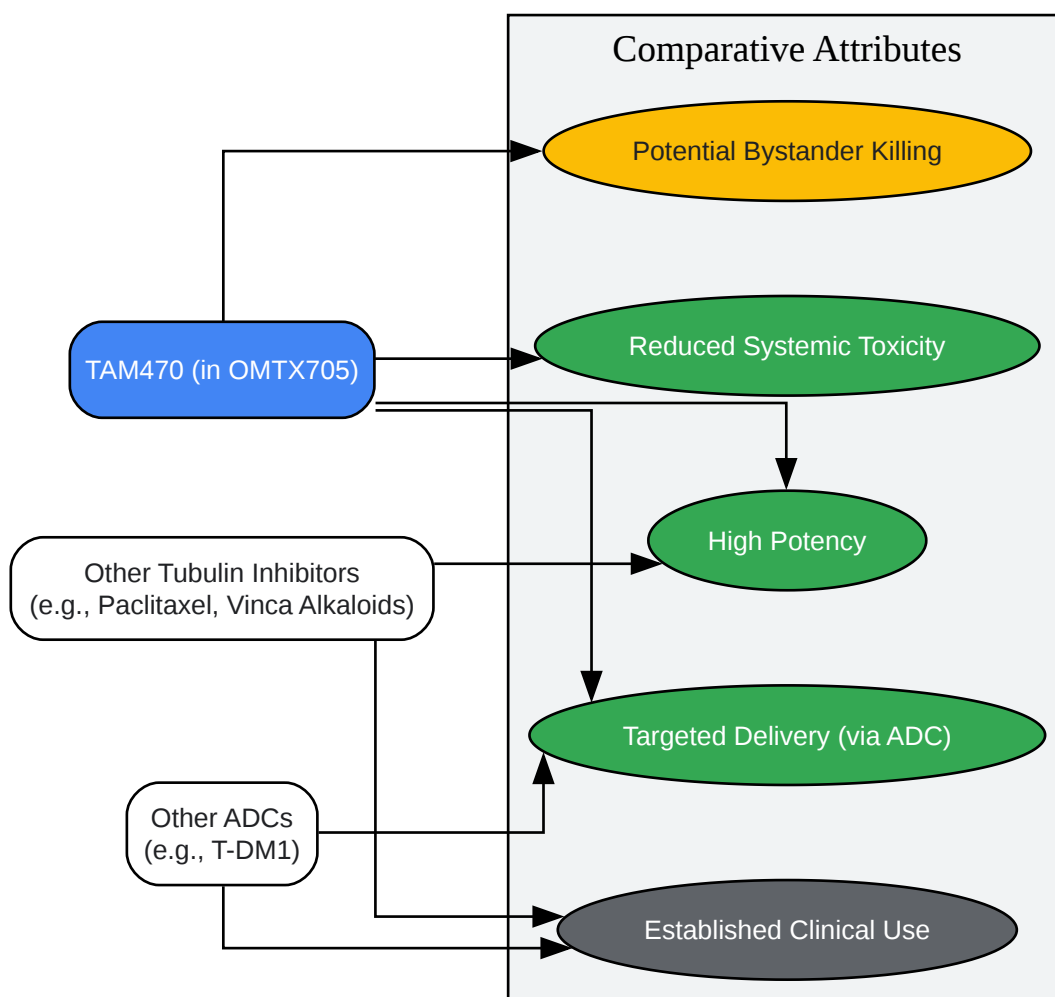 Comparative Attributes
Potential Bystander Killing
Reduced Systemic Toxicity
TAM470 (in OMTX705)
High Potency
Other Tubulin Inhibitors
(e.g., Paclitaxel, Vinca Alkaloids)
Targeted Delivery (via ADC)
Other ADCs
(e.g., T-DM1)
Established Clinical Use